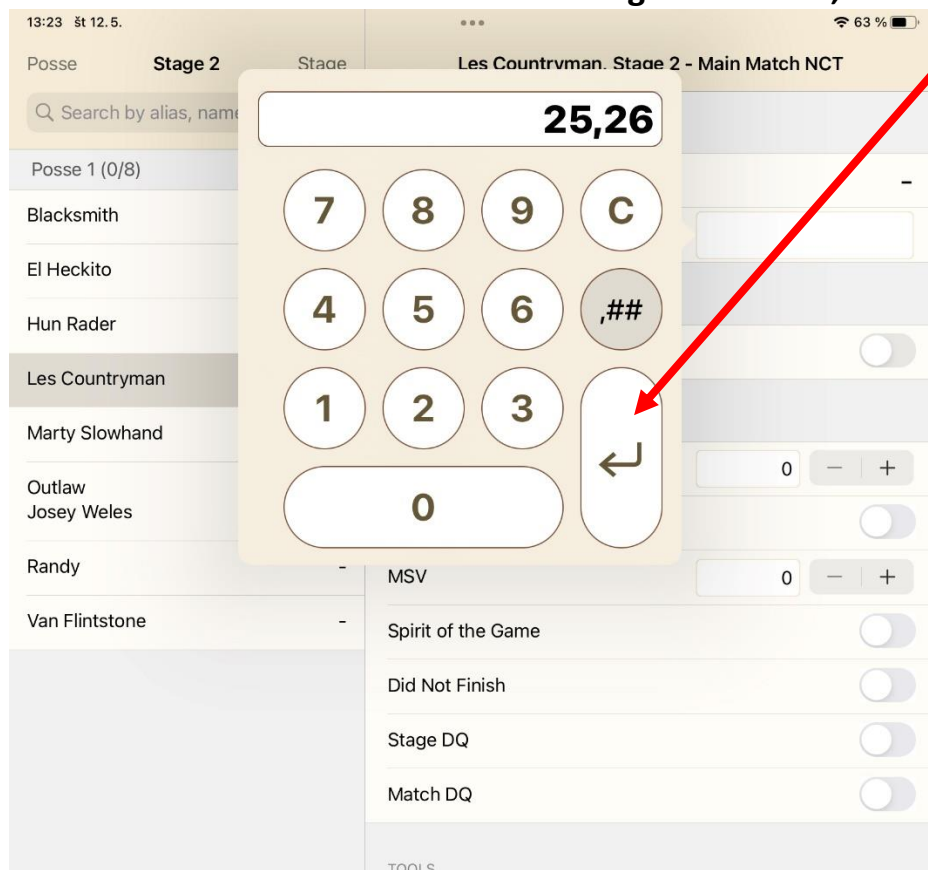 13:23 št 12. 5.
63 %
Posse Stage 2 Stage
Les Countryman, Stage 2 - Main Match NCT
Search by alias, name
25,26
Posse 1 (0/8)
-
Blacksmith
El Heckito
Hun Rader
Les Countryman
Marty Slowhand
Outlaw
Josey Weles
Randy -
Van Flintstone -
7 8 9 C
4 5 6 ,##
1 2 3
0
0 - +
MSV 0 - +
Spirit of the Game
Did Not Finish
Stage DQ
Match DQ
TOOLS